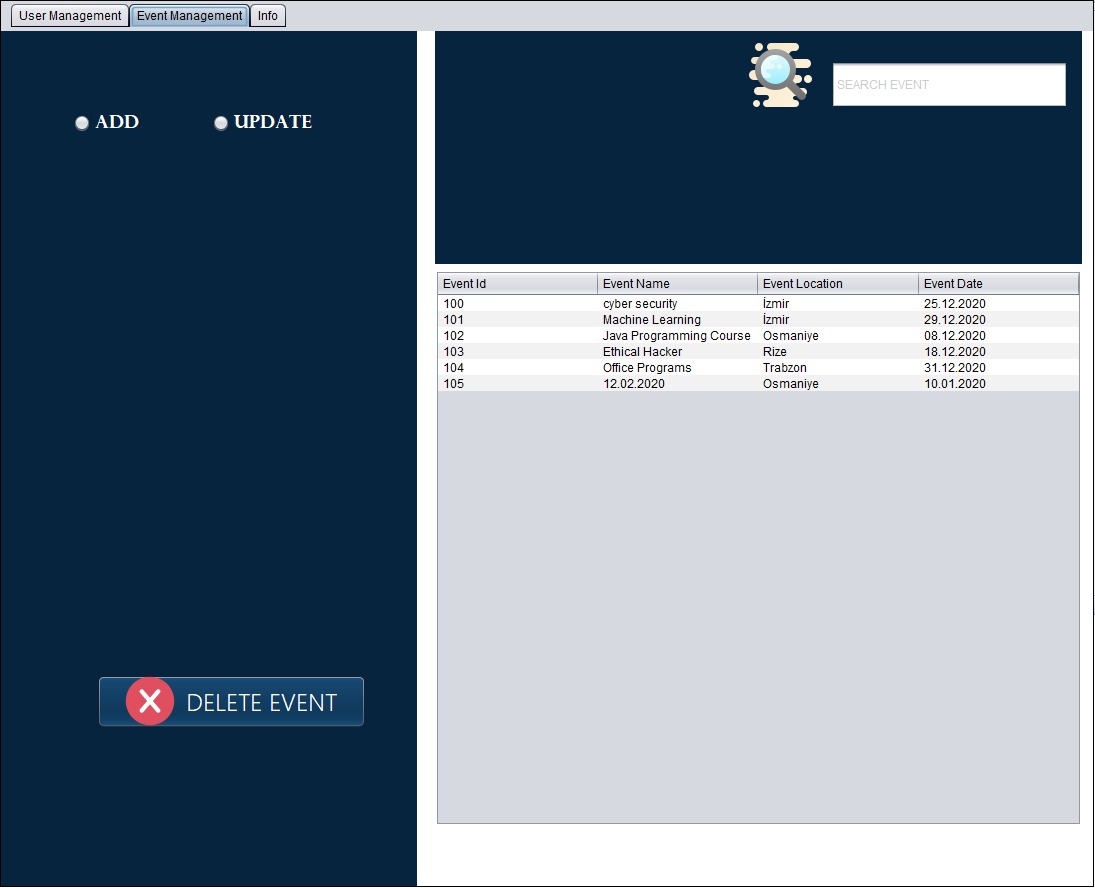 User Management Event Management Info
ADD UPDATE
DELETE EVENT
SEARCH EVENT
Event Id Event Name Event Location Event Date
100 cyber security İzmir 25.12.2020
101 Machine Learning İzmir 29.12.2020
102 Java Programming Course Osmaniye 08.12.2020
103 Ethical Hacker Rize 18.12.2020
104 Office Programs Trabzon 31.12.2020
105 12.02.2020 Osmaniye 10.01.2020